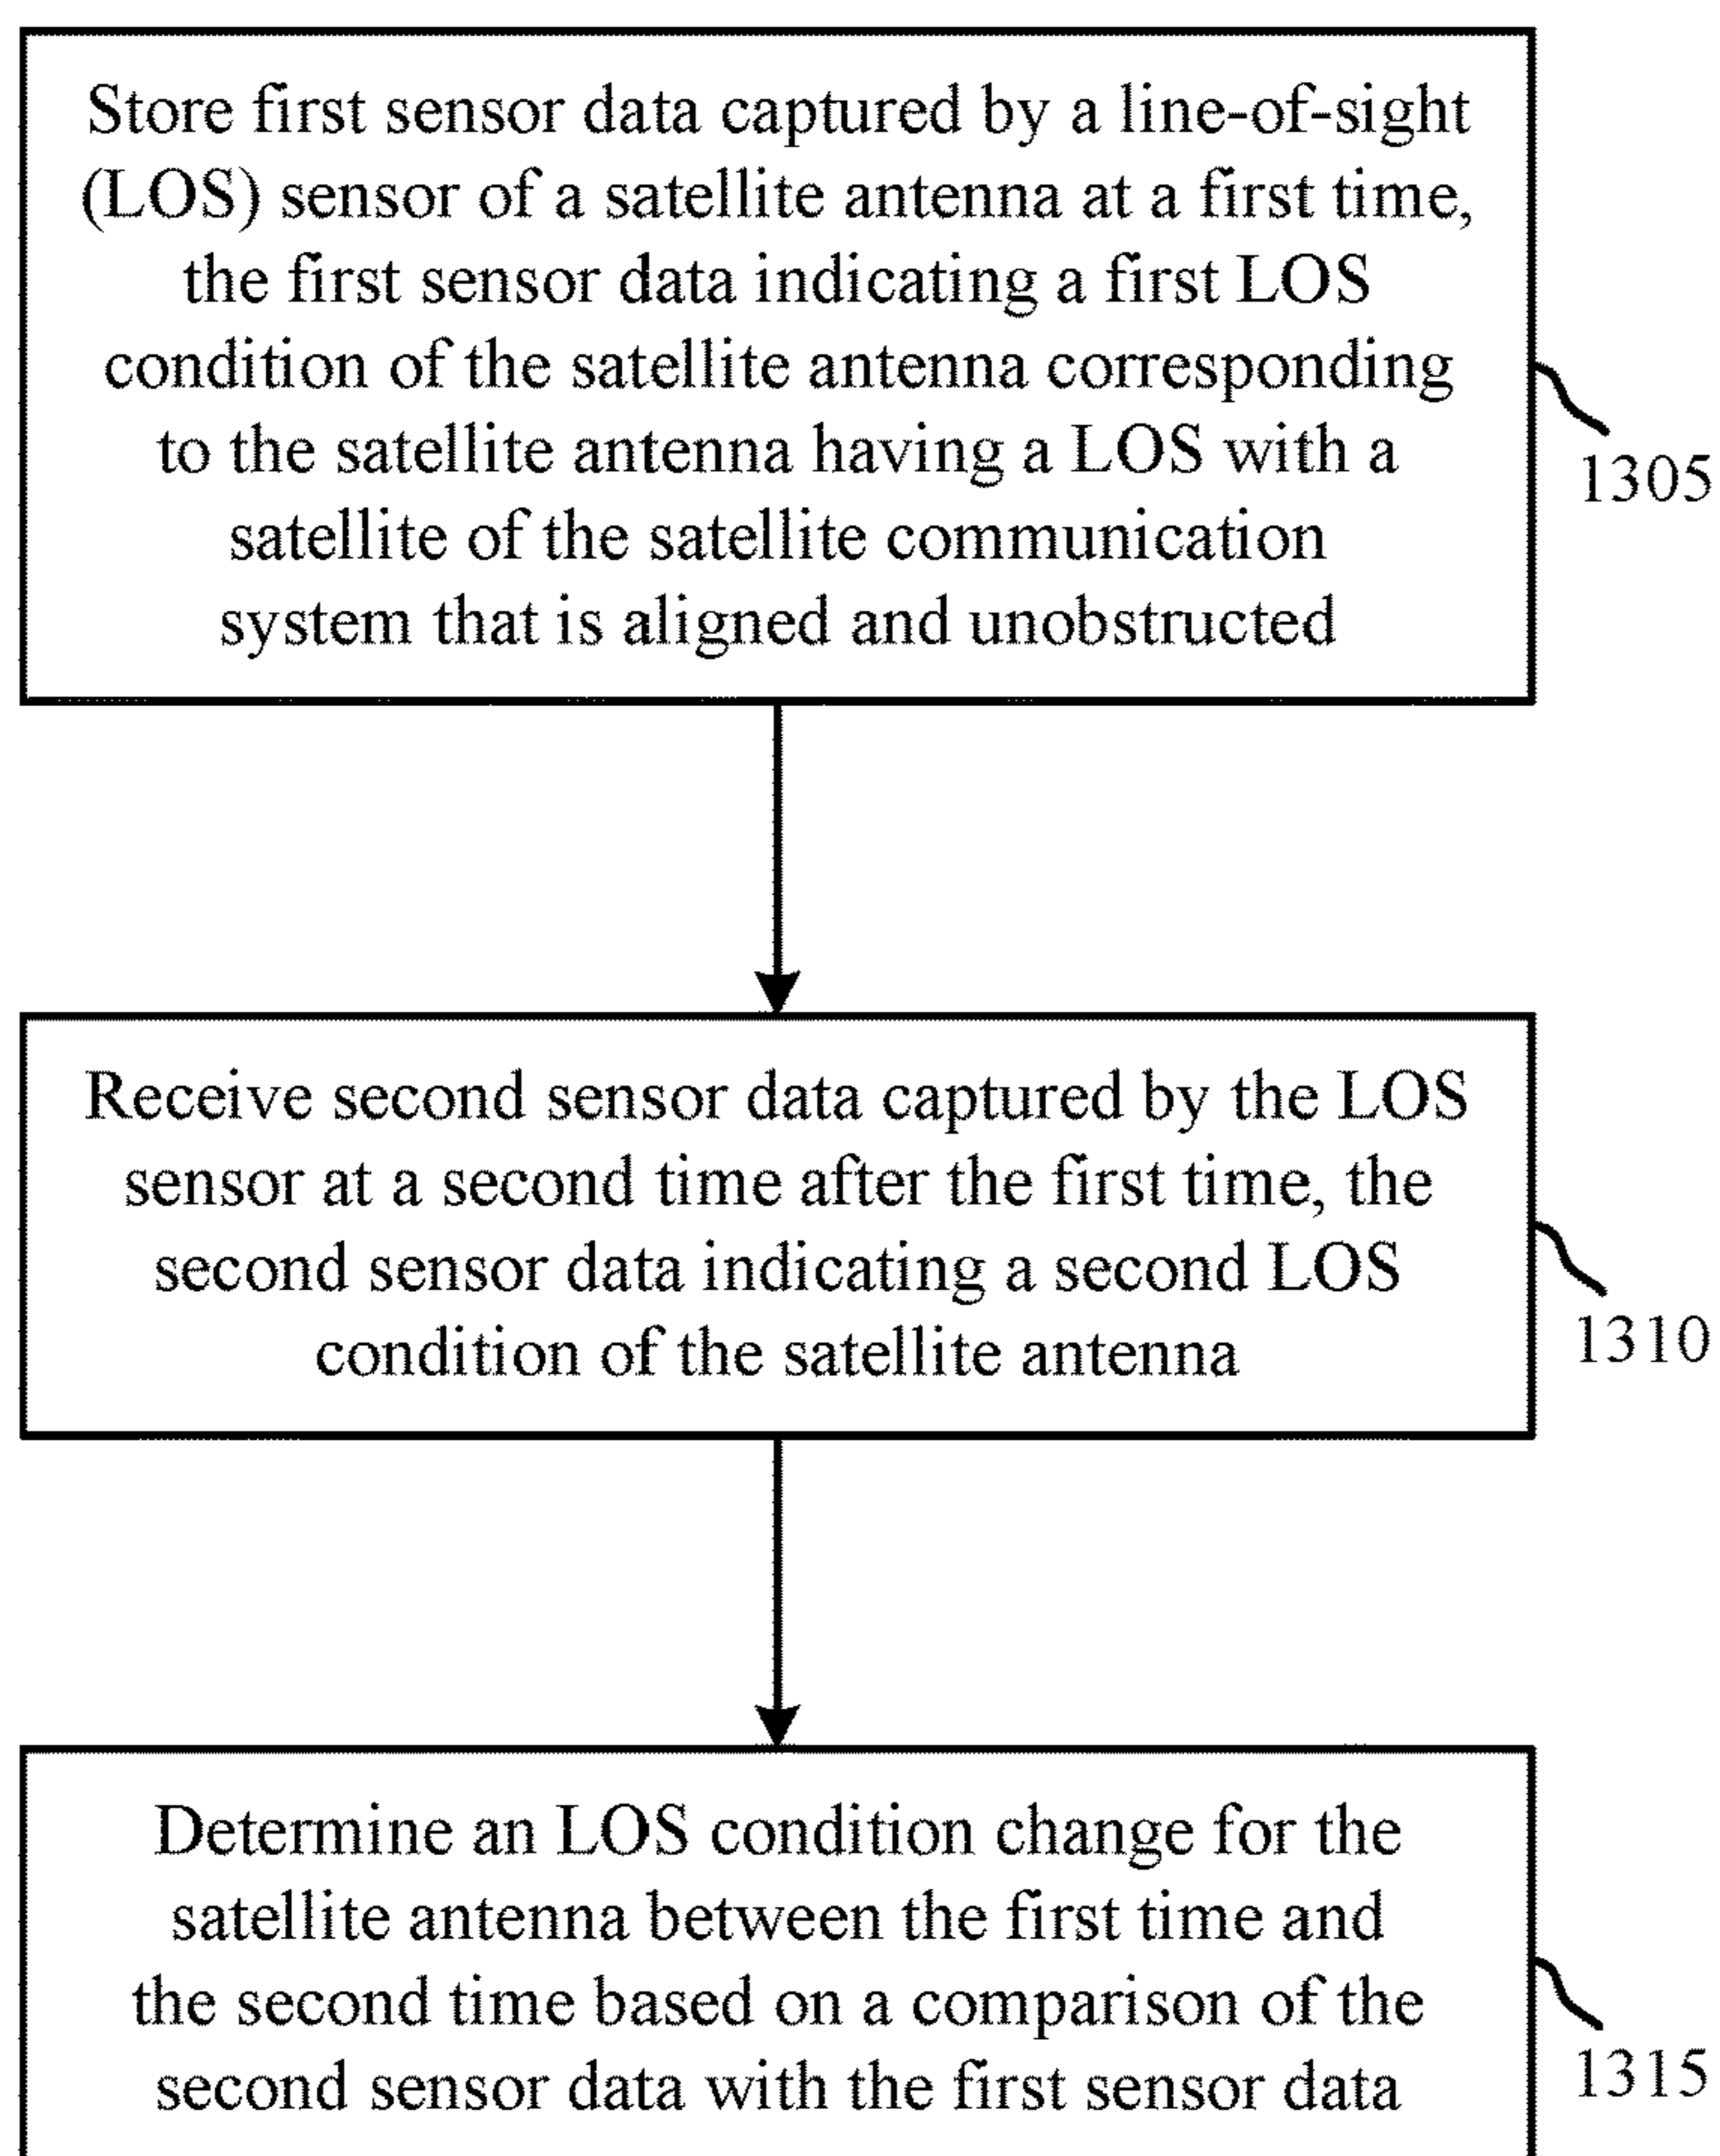 Store first sensor data captured by a line-of-sight
(LOS) sensor of a satellite antenna at a first time,
the first sensor data indicating a first LOS
condition of the satellite antenna corresponding
to the satellite antenna having a LOS with a
satellite of the satellite communication
system that is aligned and unobstructed
1305
Receive second sensor data captured by the LOS
sensor at a second time after the first time, the
second sensor data indicating a second LOS
condition of the satellite antenna
1310
Determine an LOS condition change for the
satellite antenna between the first time and
the second time based on a comparison of the
second sensor data with the first sensor data
1315